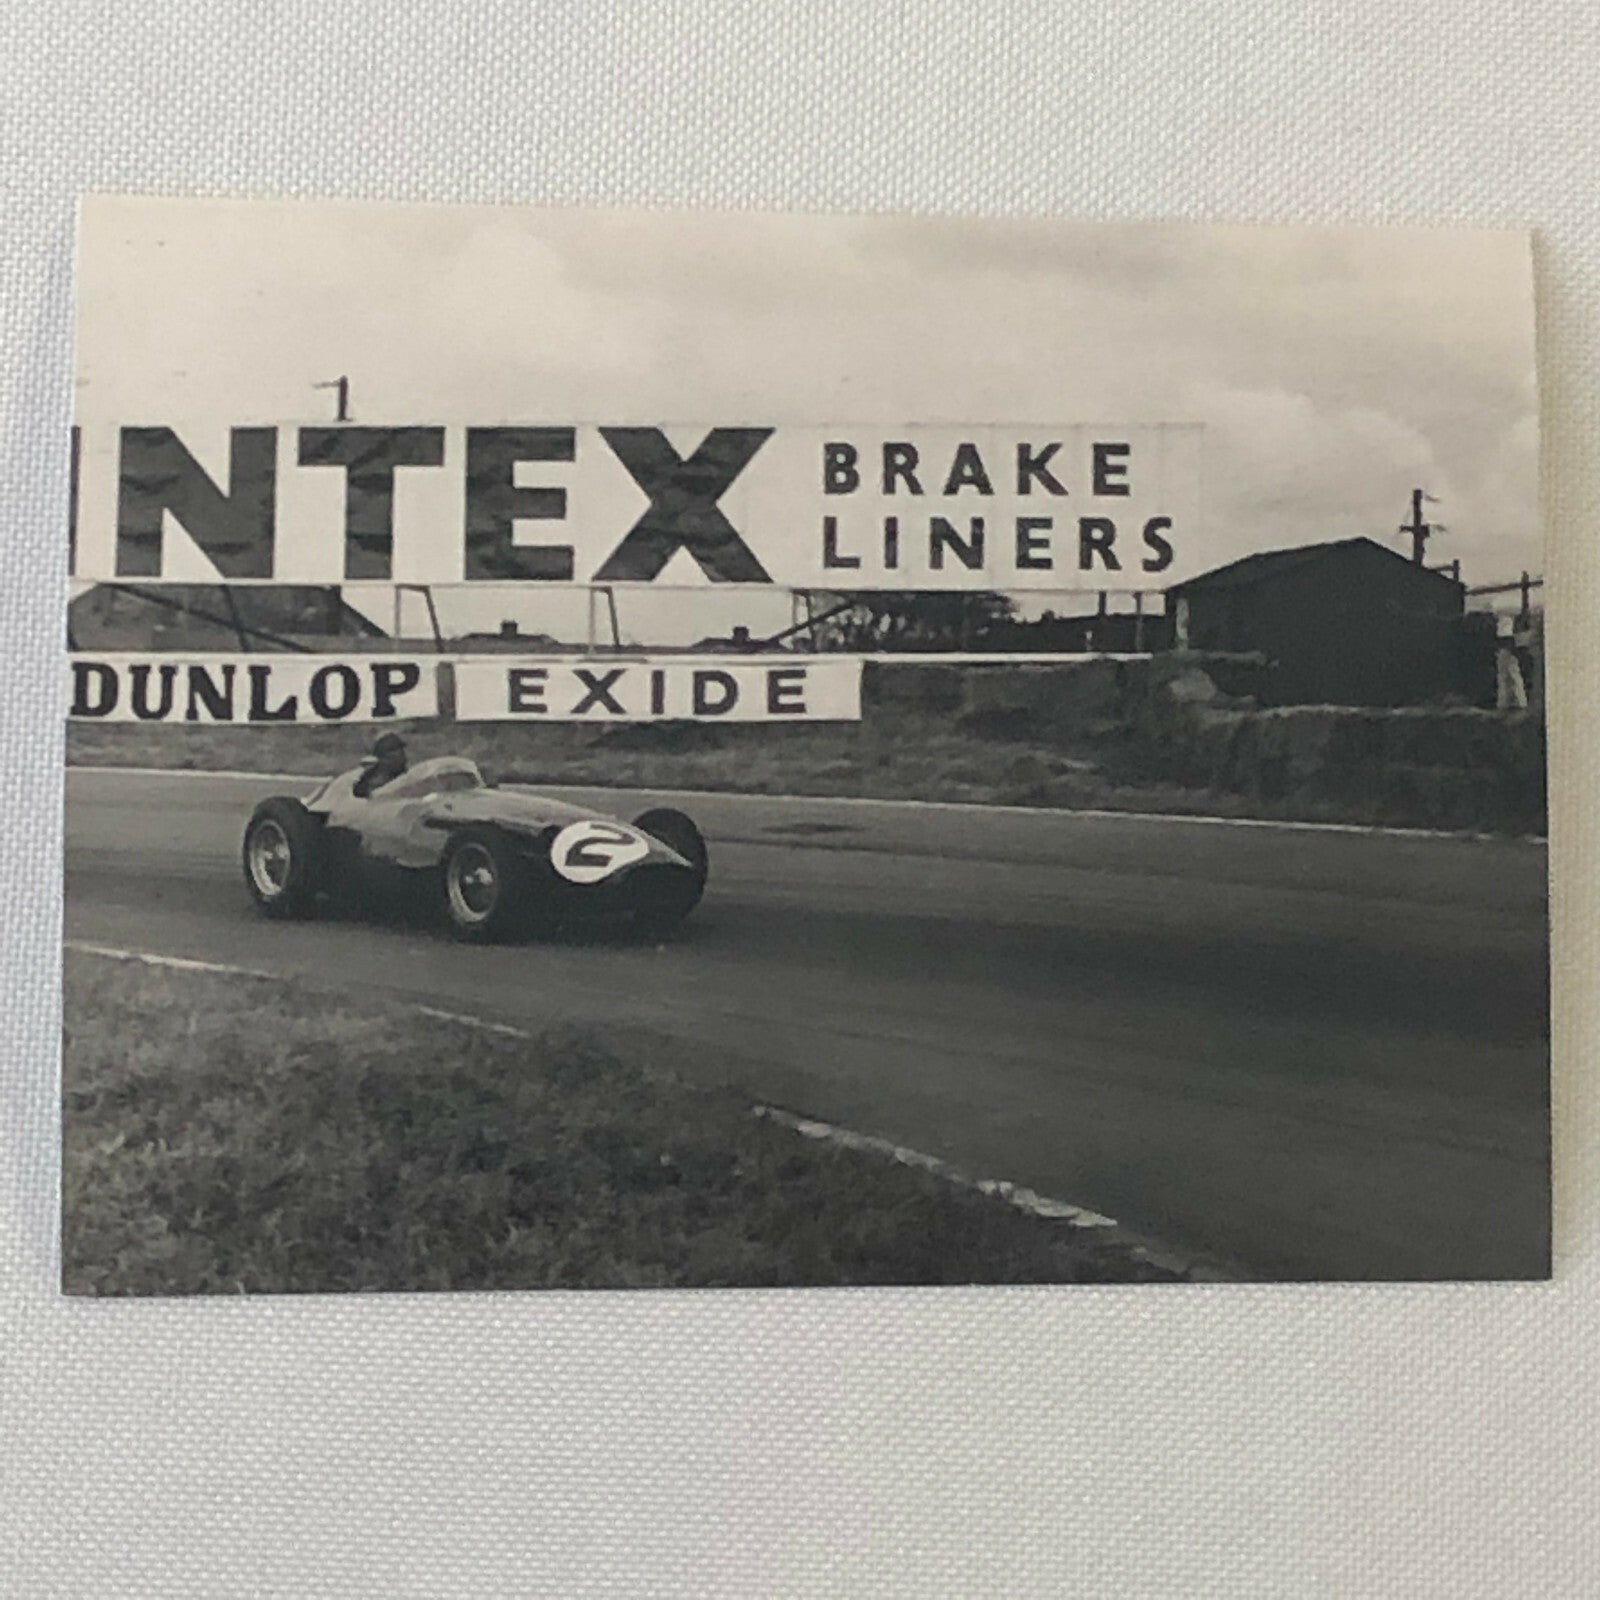 INTEX
BRAKE
LINERS
DUNLOP
EXIDE
2